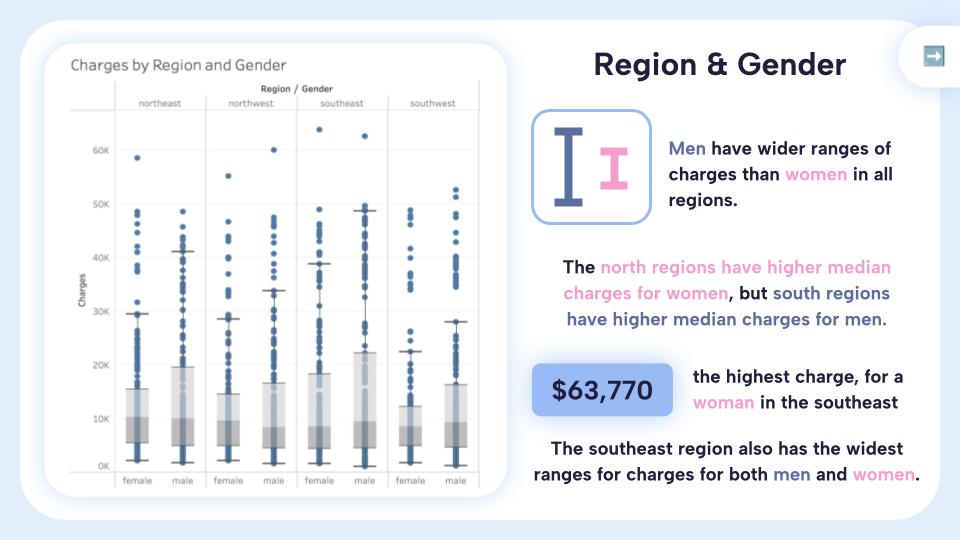 Charges by Region and Gender
Region / Gender
northeast northwest southeast southwest
60K
50K
40K
30K
20K
10K
0K
Charges
female male female male female male female male
Region & Gender
Men have wider ranges of
charges than women in all
regions.
The north regions have higher median
charges for women, but south regions
have higher median charges for men.
$63,770
the highest charge, for a
woman in the southeast
The southeast region also has the widest
ranges for charges for both men and women.